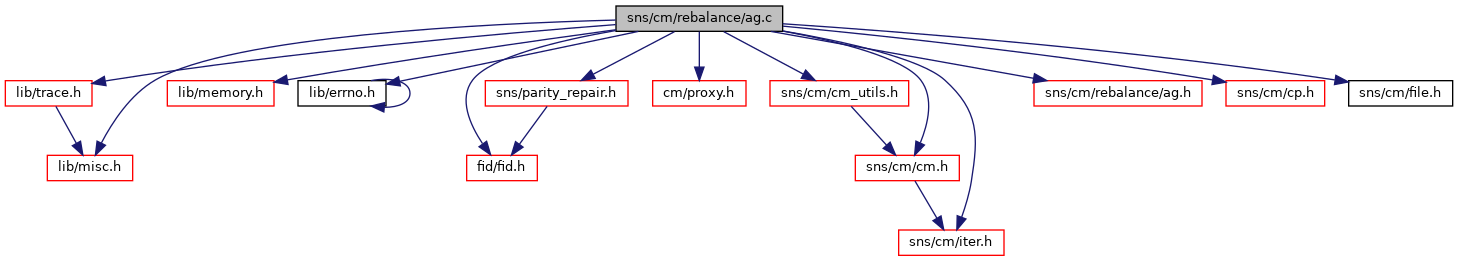 sns/cm/rebalance/ag.c
lib/trace.h
lib/memory.h
lib/errno.h
sns/parity_repair.h
cm/proxy.h
sns/cm/cm_utils.h
sns/cm/rebalance/ag.h
sns/cm/cp.h
sns/cm/file.h
lib/misc.h
fid/fid.h
sns/cm/cm.h
sns/cm/iter.h